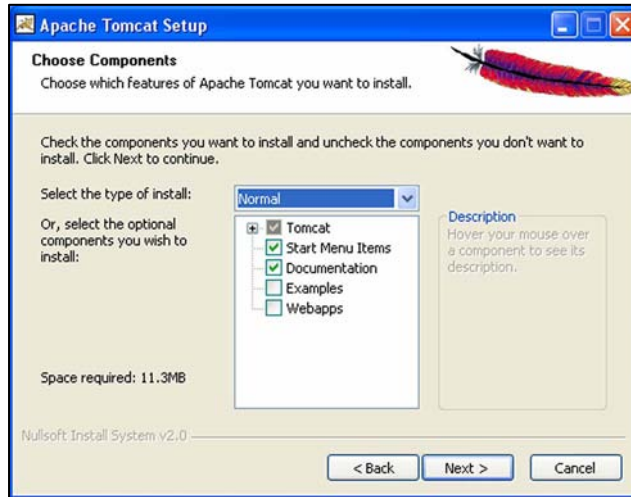 Apache Tomcat Setup
Choose Components
Choose which features of Apache Tomcat you want to install.
Check the components you want to install and uncheck the components you don't want to
install. Click Next to continue.
Select the type of install:
Normal
Or, select the optional
components you wish to
install:
Tomcat
Start Menu Items
Documentation
Examples
Webapps
Description
Hover your mouse over
a component to see its
description.
Space required: 11.3MB
Nullsoft Install System v2.0
< Back
Next >
Cancel